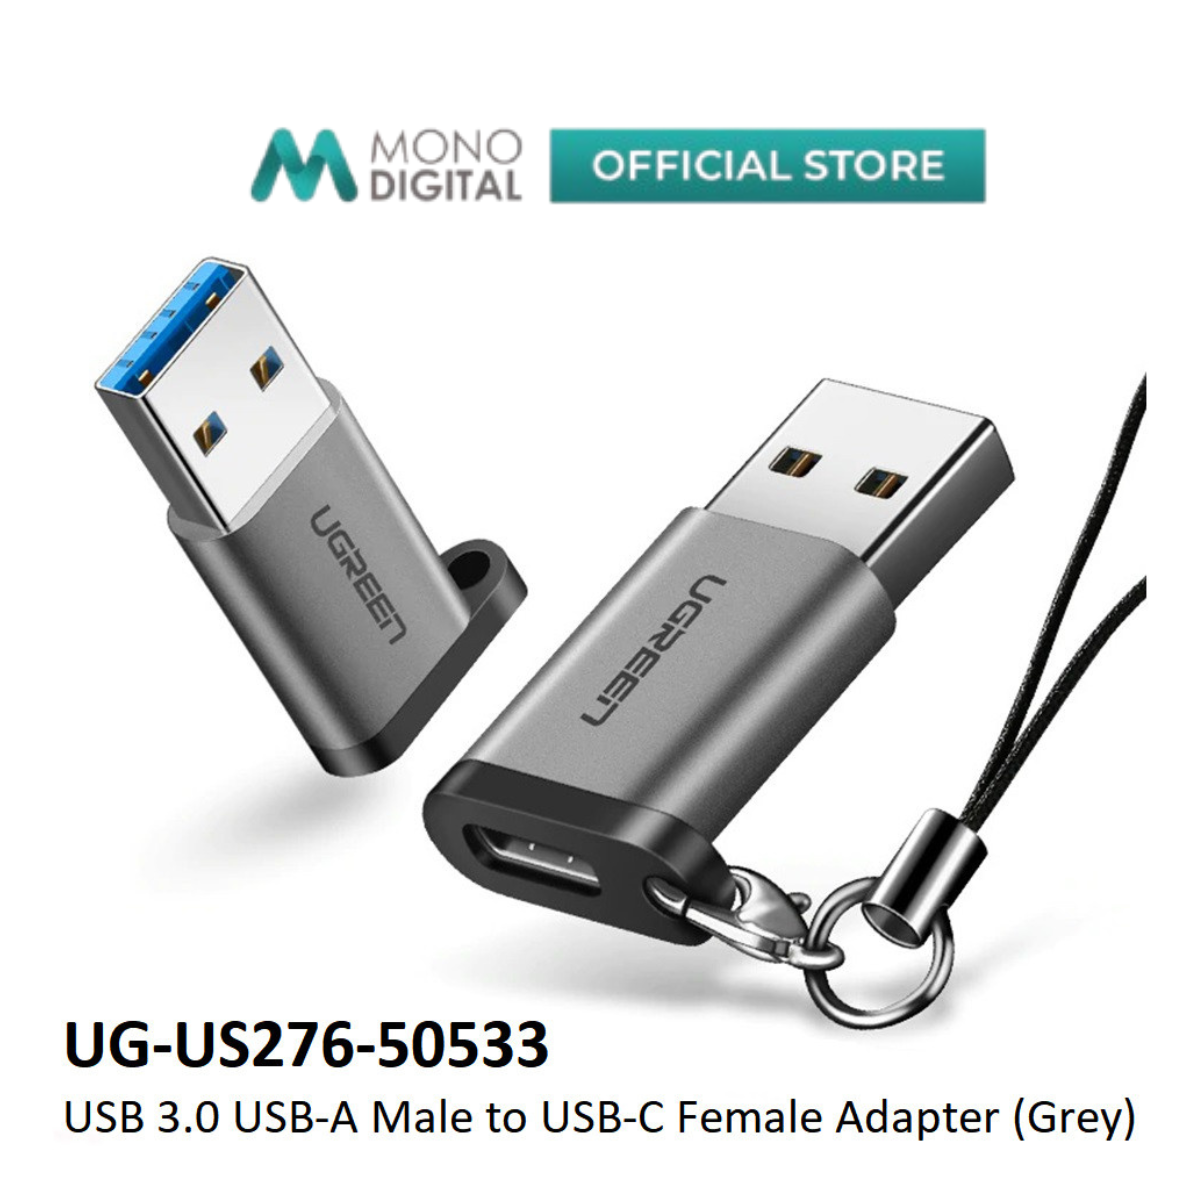 MONO
DIGITAL
OFFICIAL STORE
UGREEN
UGREEN
UG-US276-50533
USB 3.0 USB-A Male to USB-C Female Adapter (Grey)